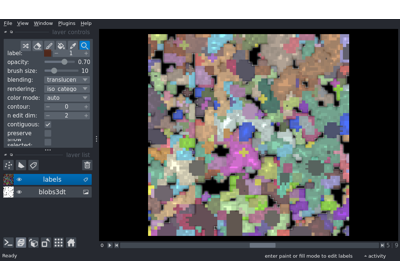 File View Window Plugins Help
layer controls
label: 1
opacity: 0.70
brush size: 10
blending: translucen
rendering: iso_catego
color mode: auto
contour: 0
n edit dim: 2
contiguous:
preserve
selected:
layer list
labels
blobs3dt
Ready
enter paint or fill mode to edit labels
activity